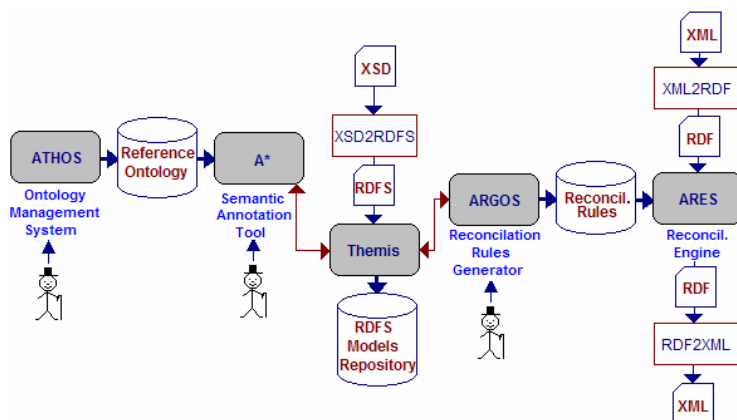 XSD
XML
XSD2RDFS
XML2RDF
RDFS
RDF
ATHOS
Reference
Ontology
A*
ARGOS
Reconcil.
Rules
ARES
Ontology
Management
System
Semantic
Annotation
Tool
Themis
Reconcilation
Rules
Generator
Reconcil.
Engine
RDF
RDFS
Models
Repository
RDF2XML
XML